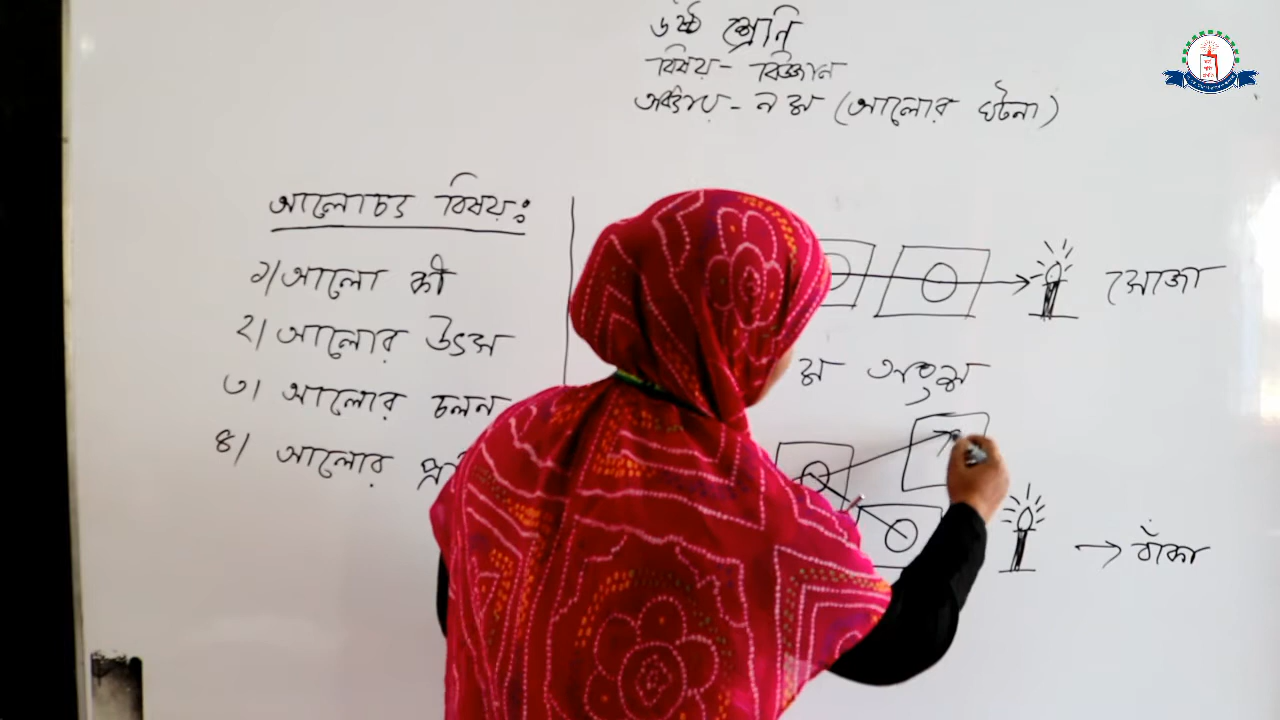 ৬ষ্ঠ শ্রেনি
বিষয় - বিজ্ঞান
অধ্যায় - নবম (আলোর ঘটনা)
আলোচ্য বিষয়ঃ
১| আলো কী
২| আলোর উৎস
৩| আলোর চলন
৪| আলোর
সোজা
→ বাঁকা